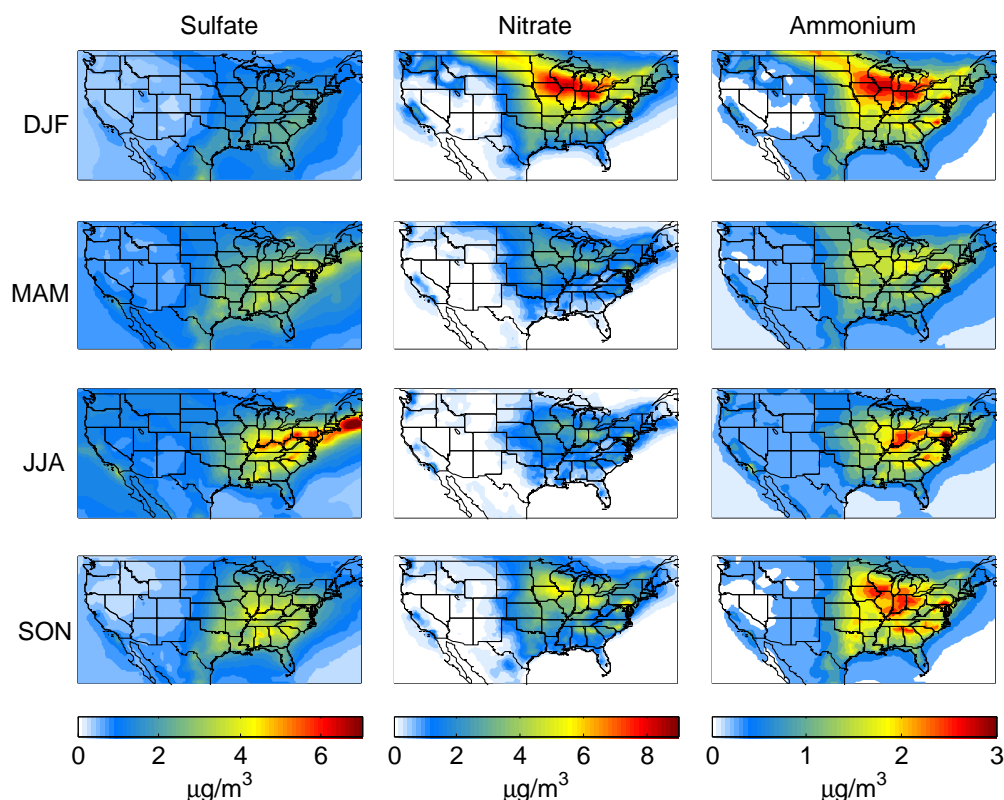 Sulfate Nitrate Ammonium
DJF
MAM
JJA
SON
0 2 4 6 0 2 4 6 8 0 1 2 3
μg/m³ μg/m³ μg/m³